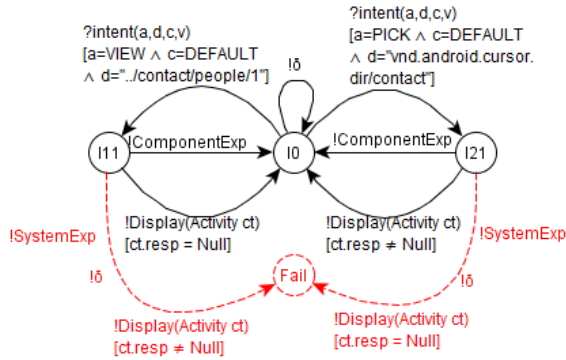 ?intent(a,d,c,v)
[a=VIEW ∧ c=DEFAULT
∧ d="../contact/people/1"]
!δ
?intent(a,d,c,v)
[a=PICK ∧ c=DEFAULT
∧ d="vnd.android.cursor.
dir/contact"]
I11
!ComponentExp
I0
!ComponentExp
I21
!Display(Activity ct)
[ct.resp = Null]
!Display(Activity ct)
[ct.resp ≠ Null]
!SystemExp
!SystemExp
!δ
Fail
!δ
!Display(Activity ct)
[ct.resp ≠ Null]
!Display(Activity ct)
[ct.resp = Null]